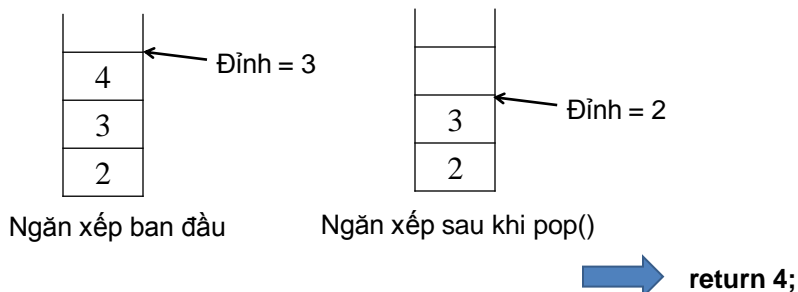 4
3
2
Đỉnh = 3
Ngăn xếp ban đầu
3
2
Đỉnh = 2
Ngăn xếp sau khi pop()
return 4;